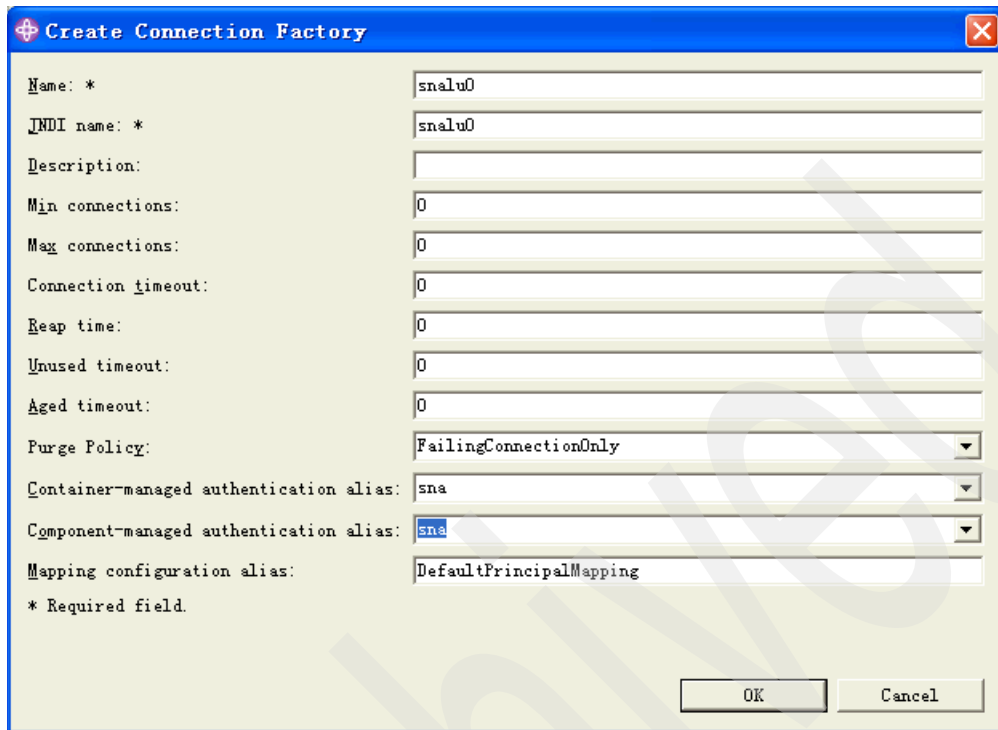 Create Connection Factory
Name: * snalu0
JNDI name: * snalu0
Description:
Min connections: 0
Max connections: 0
Connection timeout: 0
Reap time: 0
Unused timeout: 0
Aged timeout: 0
Purge Policy: FailingConnectionOnly
Container-managed authentication alias: sna
Component-managed authentication alias: sna
Mapping configuration alias: DefaultPrincipalMapping
* Required field.
OK Cancel